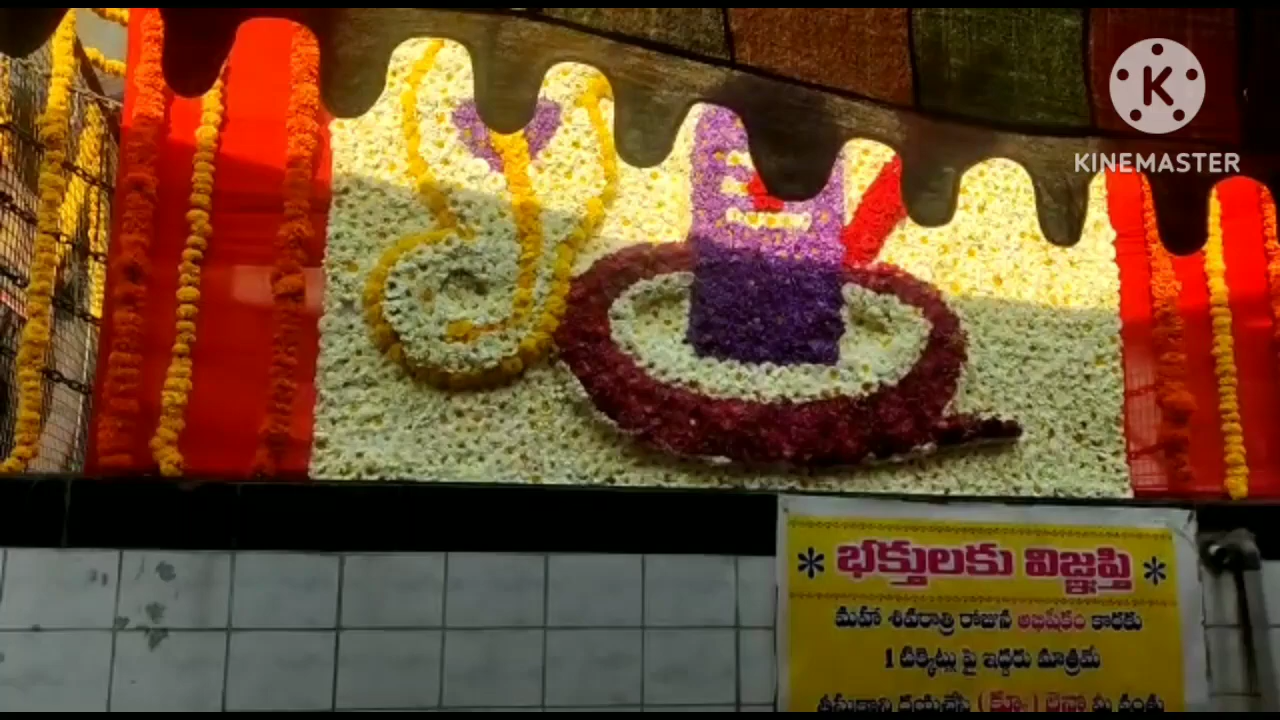 KINEMASTER
* భక్తులకు విజ్ఞప్తి *
మహా శివరాత్రి రోజున అభిషేకం కొరకు
1 టిక్కెట్టు పై ఇద్దరు మాత్రమే